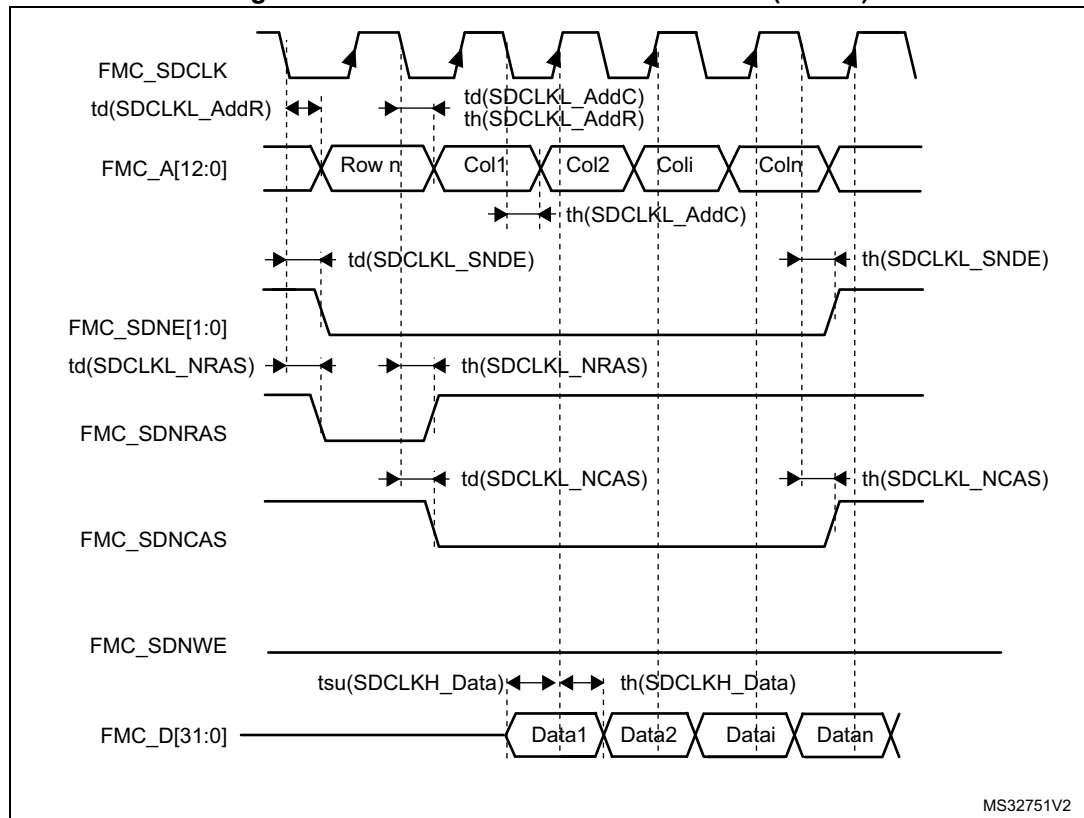 FMC_SDCLK
td(SDCLKL_AddR)
td(SDCLKL_AddC)
th(SDCLKL_AddR)
FMC_A[12:0]
Row n
Col1
Col2
Coli
Coln
th(SDCLKL_AddC)
td(SDCLKL_SNDE)
th(SDCLKL_SNDE)
FMC_SDNE[1:0]
td(SDCLKL_NRAS)
th(SDCLKL_NRAS)
FMC_SDNRAS
td(SDCLKL_NCAS)
th(SDCLKL_NCAS)
FMC_SDNCAS
FMC_SDNWE
tsu(SDCLKH_Data)
th(SDCLKH_Data)
FMC_D[31:0]
Data1
Data2
Datai
Datan
MS32751V2